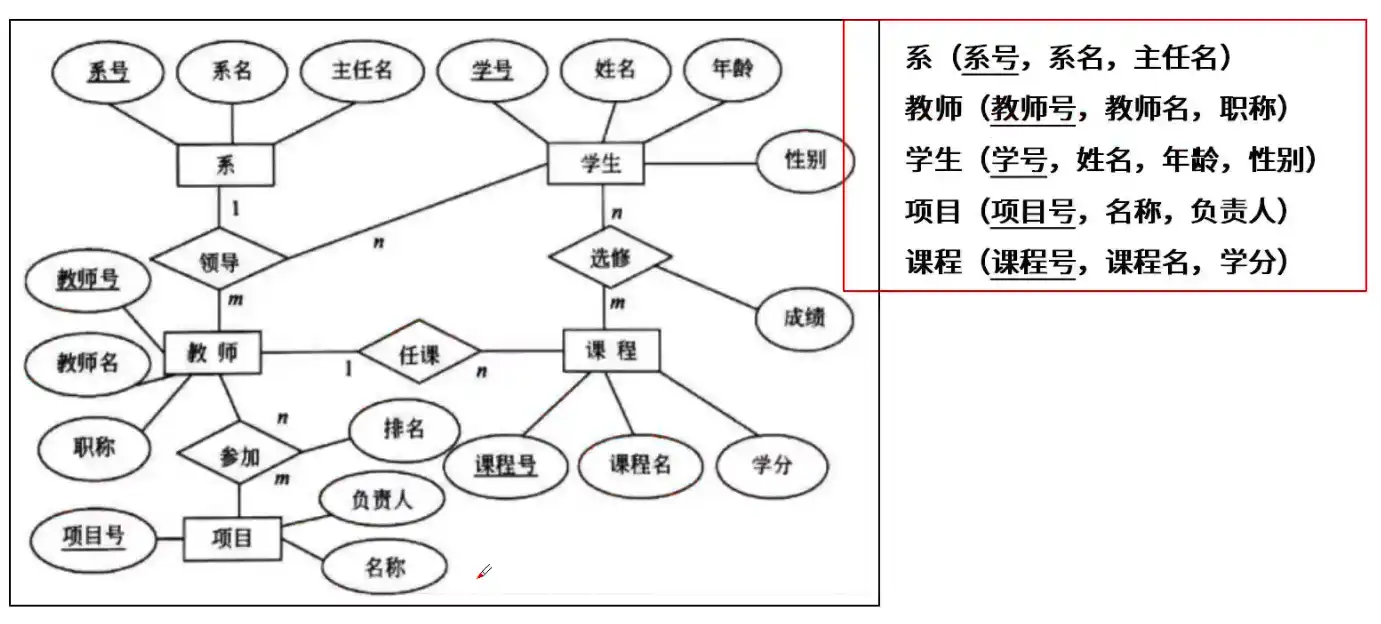 系号 系名 主任名 学号 姓名 年龄
系 学生 性别
1 n
n
领导 选修
教师号 m m
成绩
教师 任课 课程
教师名 1 n
n 排名
职称 参加 课程号 课程名 学分
m
负责人
项目号 项目
名称
系（系号，系名，主任名）
教师（教师号，教师名，职称）
学生（学号，姓名，年龄，性别）
项目（项目号，名称，负责人）
课程（课程号，课程名，学分）